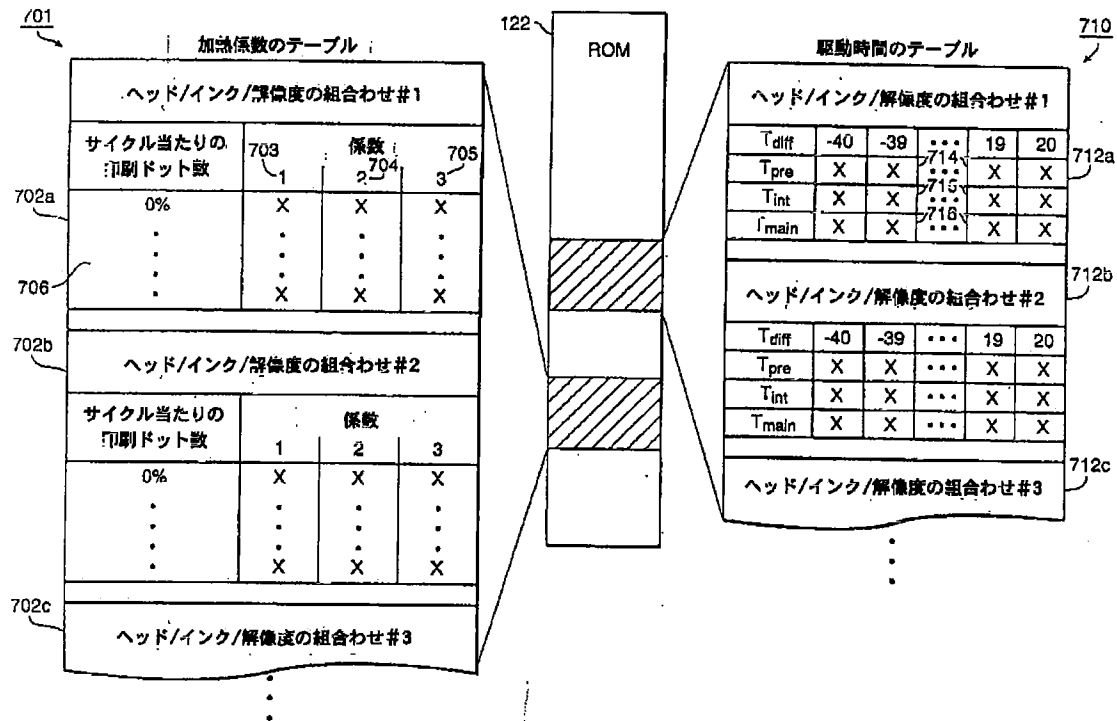 701
加熱係数のテーブル
ヘッド/インク/解像度の組合わせ#1
サイクル当たりの
印刷ドット数
係数
703
704
705
1
2
3
702a
0%
X X X
706
X X X
702b
ヘッド/インク/解像度の組合わせ#2
サイクル当たりの
印刷ドット数
係数
1
2
3
0%
X X X
X X X
702c
ヘッド/インク/解像度の組合わせ#3
122
ROM
710
駆動時間のテーブル
ヘッド/インク/解像度の組合わせ#1
Tdiff -40 -39 ••• 19 20
712a
714
Tpre X X ••• X X
715
Tint X X ••• X X
716
Tmain X X ••• X X
712b
ヘッド/インク/解像度の組合わせ#2
Tdiff -40 -39 ••• 19 20
Tpre X X ••• X X
Tint X X ••• X X
Tmain X X ••• X X
712c
ヘッド/インク/解像度の組合わせ#3